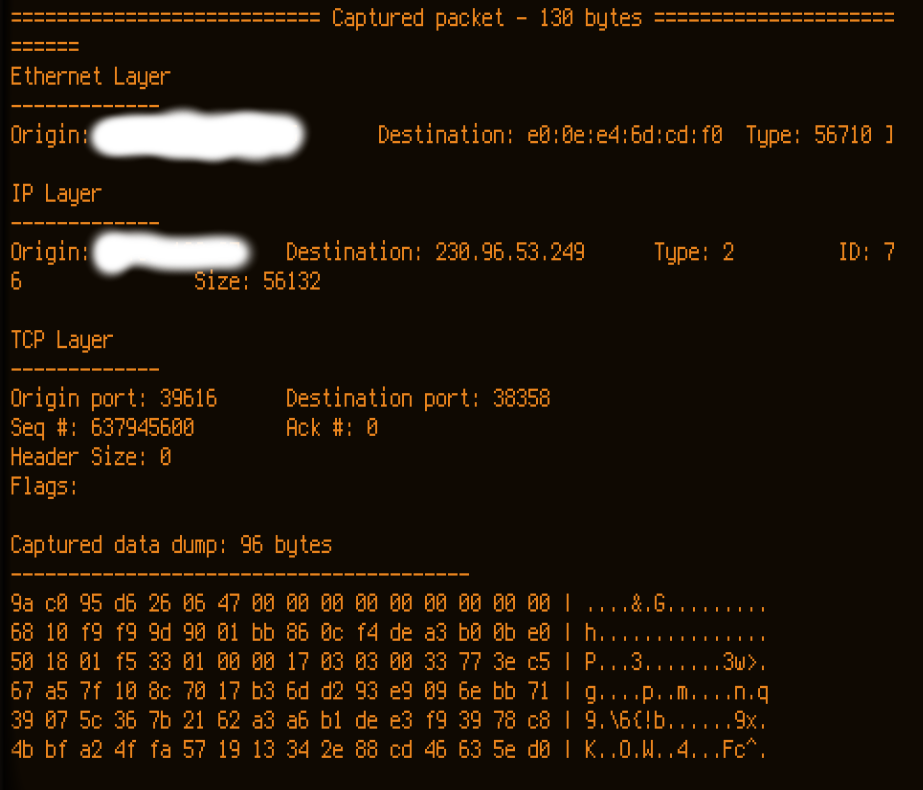 =========================== Captured packet - 130 bytes =====================
======
Ethernet Layer
-------------
Origin: Destination: e0:0e:e4:6d:cd:f0 Type: 56710 ]
IP Layer
-------------
Origin: Destination: 230.96.53.249 Type: 2 ID: 7
6 Size: 56132
TCP Layer
-------------
Origin port: 39616 Destination port: 38358
Seq #: 637945600 Ack #: 0
Header Size: 0
Flags:
Captured data dump: 96 bytes
----------------------------------------
9a c0 95 d6 26 06 47 00 00 00 00 00 00 00 00 00 | ....&.G.........
68 10 f9 f9 9d 90 01 bb 86 0c f4 de a3 b0 0b e0 | h...............
50 18 01 f5 33 01 00 00 17 03 03 00 33 77 3e c5 | P...3.......3w>.
67 a5 7f 10 8c 70 17 b3 6d d2 93 e9 09 6e bb 71 | g....p..m....n.q
39 07 5c 36 7b 21 62 a3 a6 b1 de e3 f9 39 78 c8 | 9.\6{!b......9x.
4b bf a2 4f fa 57 19 13 34 2e 88 cd 46 63 5e d0 | K..O.W..4...Fc^.